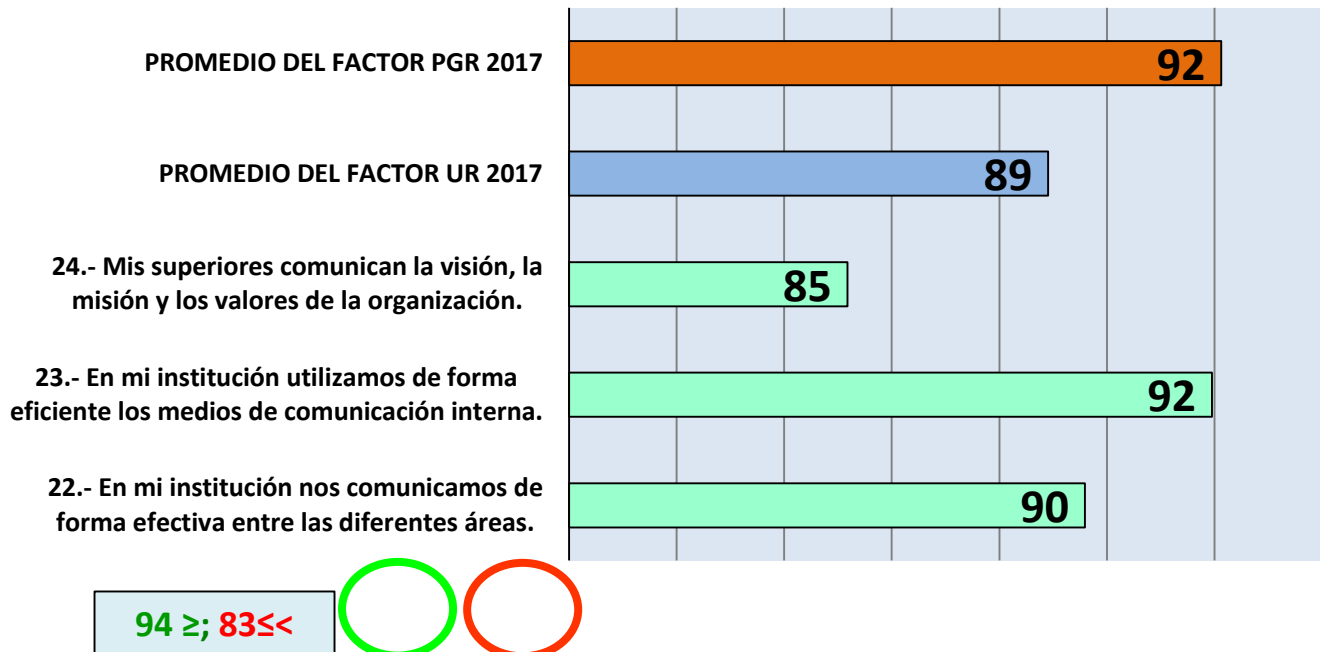 PROMEDIO DEL FACTOR PGR 2017
92
PROMEDIO DEL FACTOR UR 2017
89
24.- Mis superiores comunican la visión, la
misión y los valores de la organización.
85
23.- En mi institución utilizamos de forma
eficiente los medios de comunicación interna.
92
22.- En mi institución nos comunicamos de
forma efectiva entre las diferentes áreas.
90
94 ≥; 83≤<